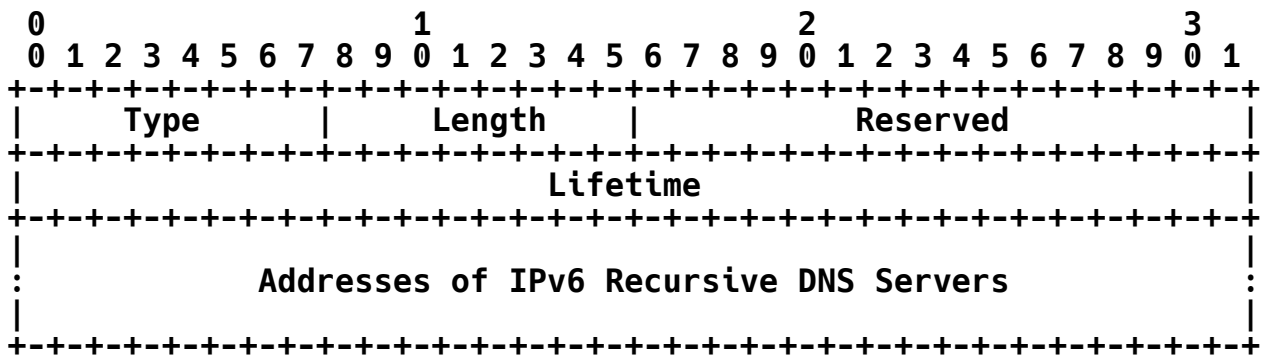 0                   1                   2                   3
 0 1 2 3 4 5 6 7 8 9 0 1 2 3 4 5 6 7 8 9 0 1 2 3 4 5 6 7 8 9 0 1
+-+-+-+-+-+-+-+-+-+-+-+-+-+-+-+-+-+-+-+-+-+-+-+-+-+-+-+-+-+-+-+-+
|     Type      |     Length    |           Reserved            |
+-+-+-+-+-+-+-+-+-+-+-+-+-+-+-+-+-+-+-+-+-+-+-+-+-+-+-+-+-+-+-+-+
|                           Lifetime                            |
+-+-+-+-+-+-+-+-+-+-+-+-+-+-+-+-+-+-+-+-+-+-+-+-+-+-+-+-+-+-+-+-+
|                                                               |
:            Addresses of IPv6 Recursive DNS Servers            :
|                                                               |
+-+-+-+-+-+-+-+-+-+-+-+-+-+-+-+-+-+-+-+-+-+-+-+-+-+-+-+-+-+-+-+-+